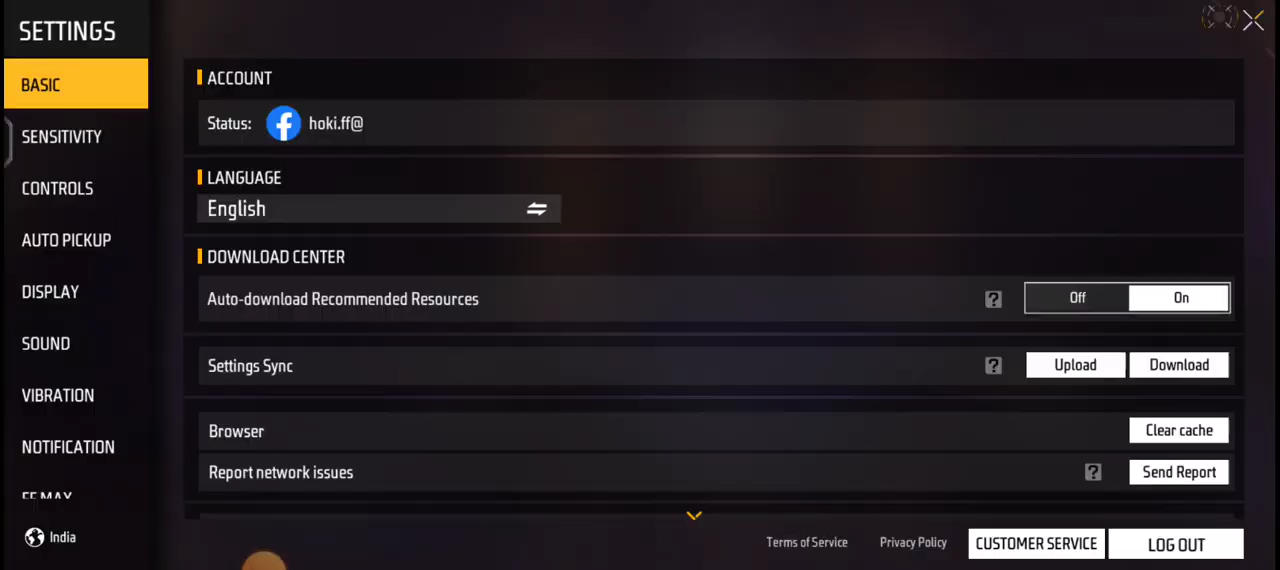 SETTINGS
BASIC
SENSITIVITY
CONTROLS
AUTO PICKUP
DISPLAY
SOUND
VIBRATION
NOTIFICATION
FF MAX
India
ACCOUNT
Status: hoki.ff@
LANGUAGE
English
DOWNLOAD CENTER
Auto-download Recommended Resources ? Off On
Settings Sync ? Upload Download
Browser Clear cache
Report network issues ? Send Report
Terms of Service Privacy Policy CUSTOMER SERVICE LOG OUT